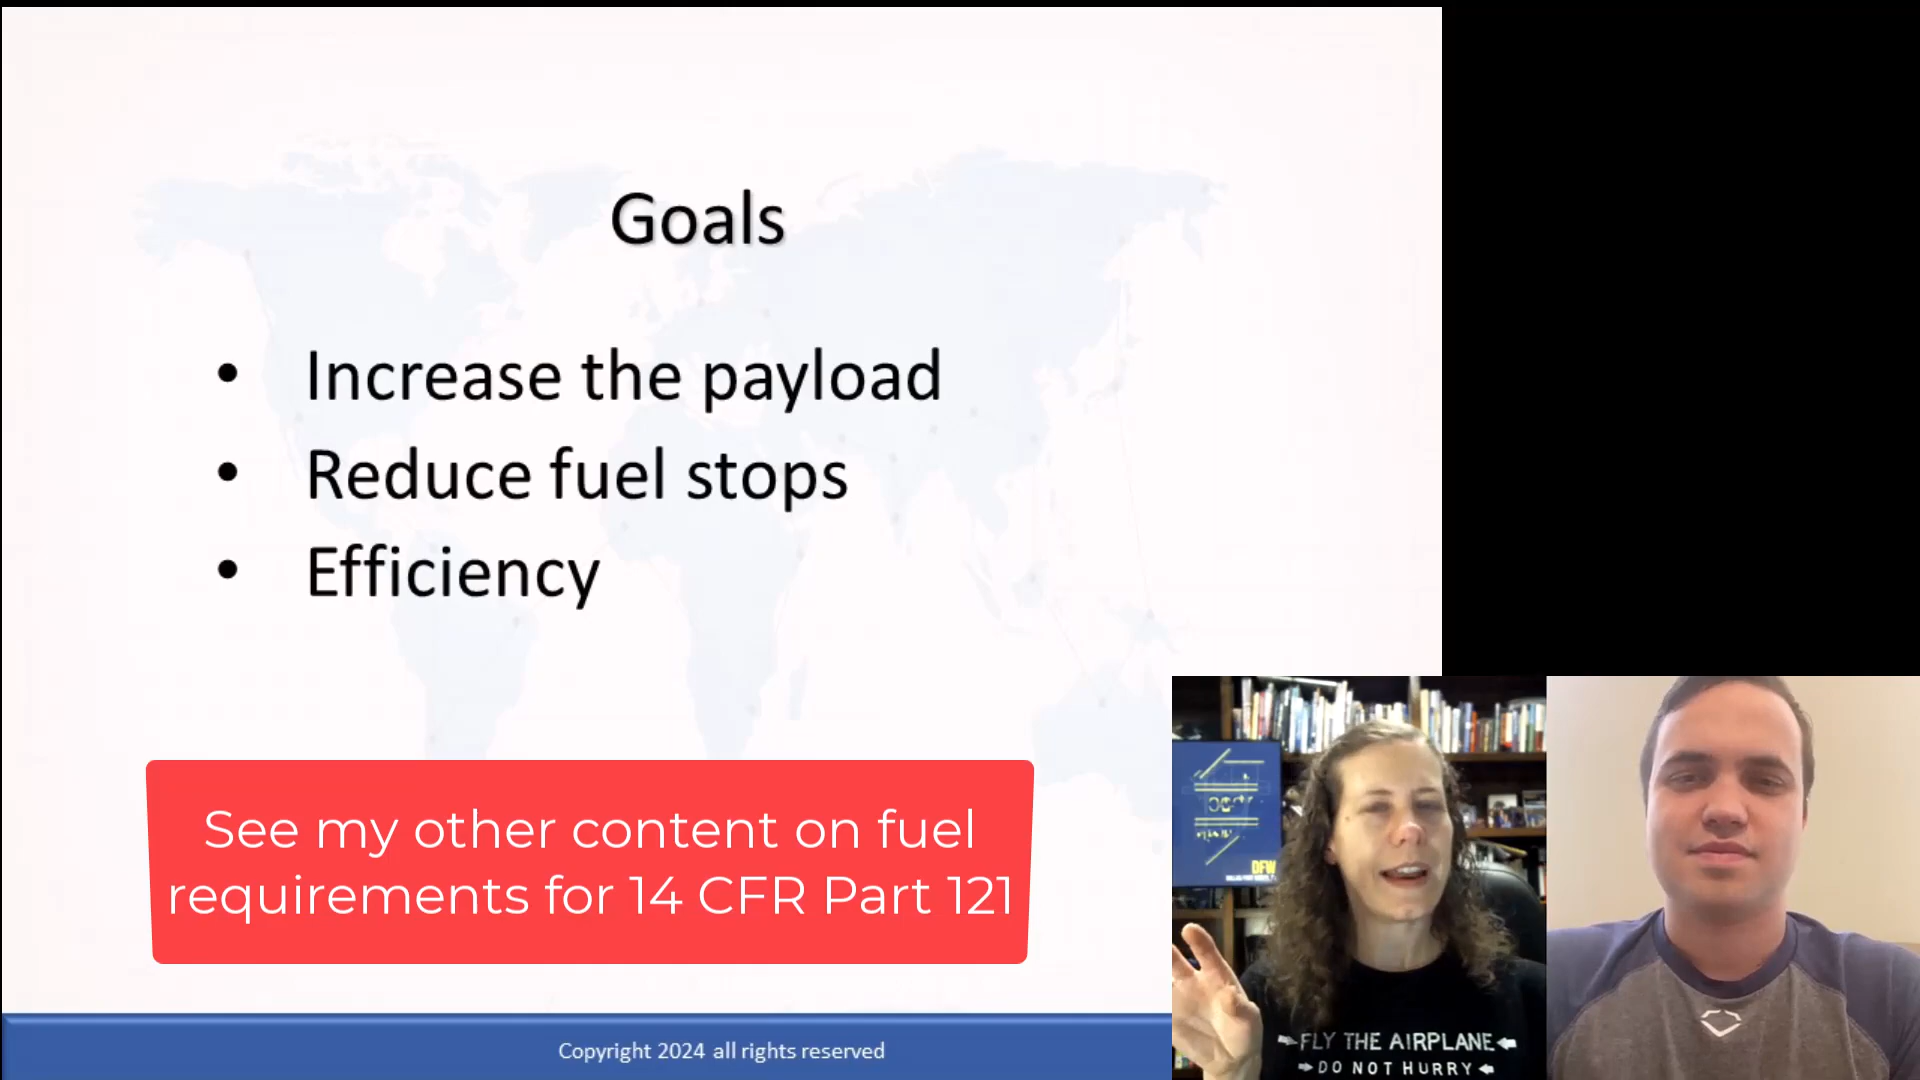 Goals
• Increase the payload
• Reduce fuel stops
• Efficiency
See my other content on fuel
requirements for 14 CFR Part 121
Copyright 2024 all rights reserved
DFW
FLY THE AIRPLANE
DO NOT HURRY